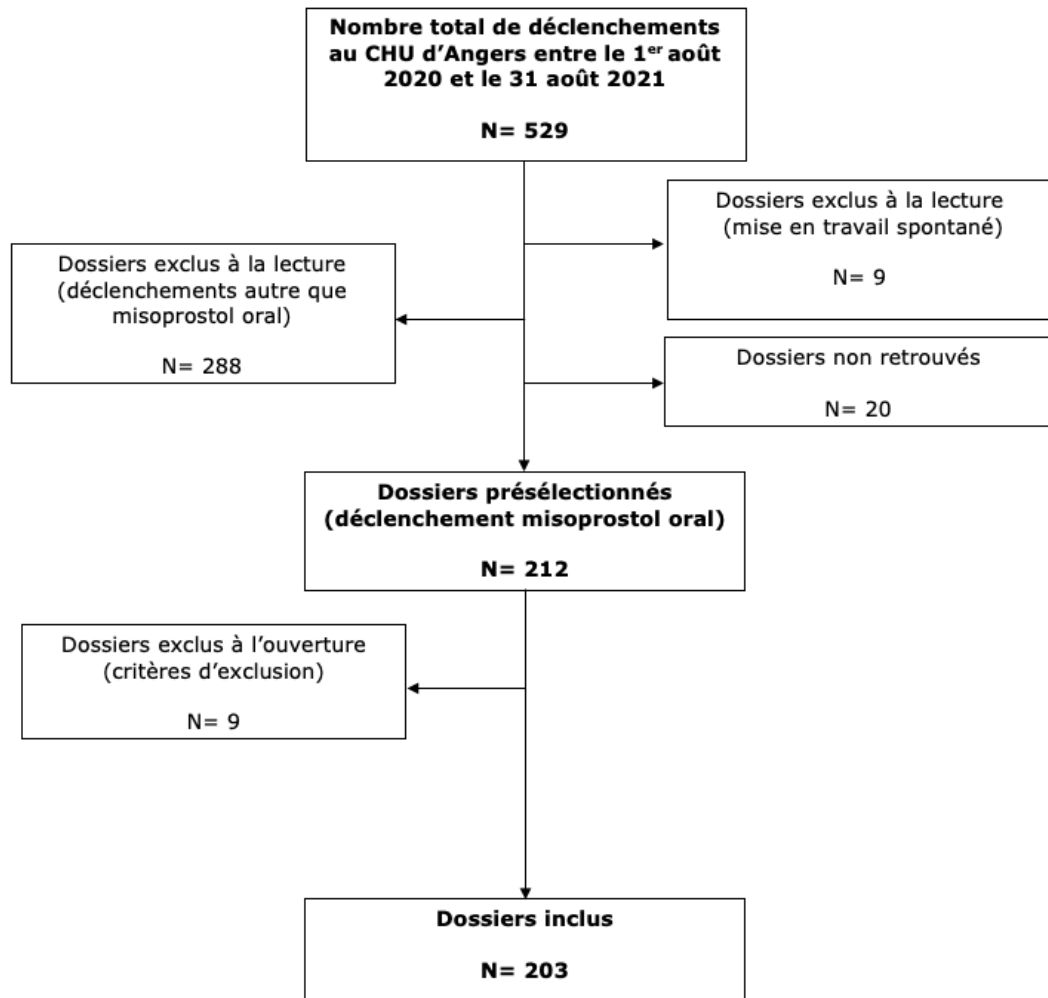 Nombre total de déclenchements
au CHU d'Angers entre le 1er août
2020 et le 31 août 2021
N= 529
Dossiers exclus à la lecture
(mise en travail spontané)
N= 9
Dossiers exclus à la lecture
(déclenchements autre que
misoprostol oral)
N= 288
Dossiers non retrouvés
N= 20
Dossiers présélectionnés
(déclenchement misoprostol oral)
N= 212
Dossiers exclus à l'ouverture
(critères d'exclusion)
N= 9
Dossiers inclus
N= 203